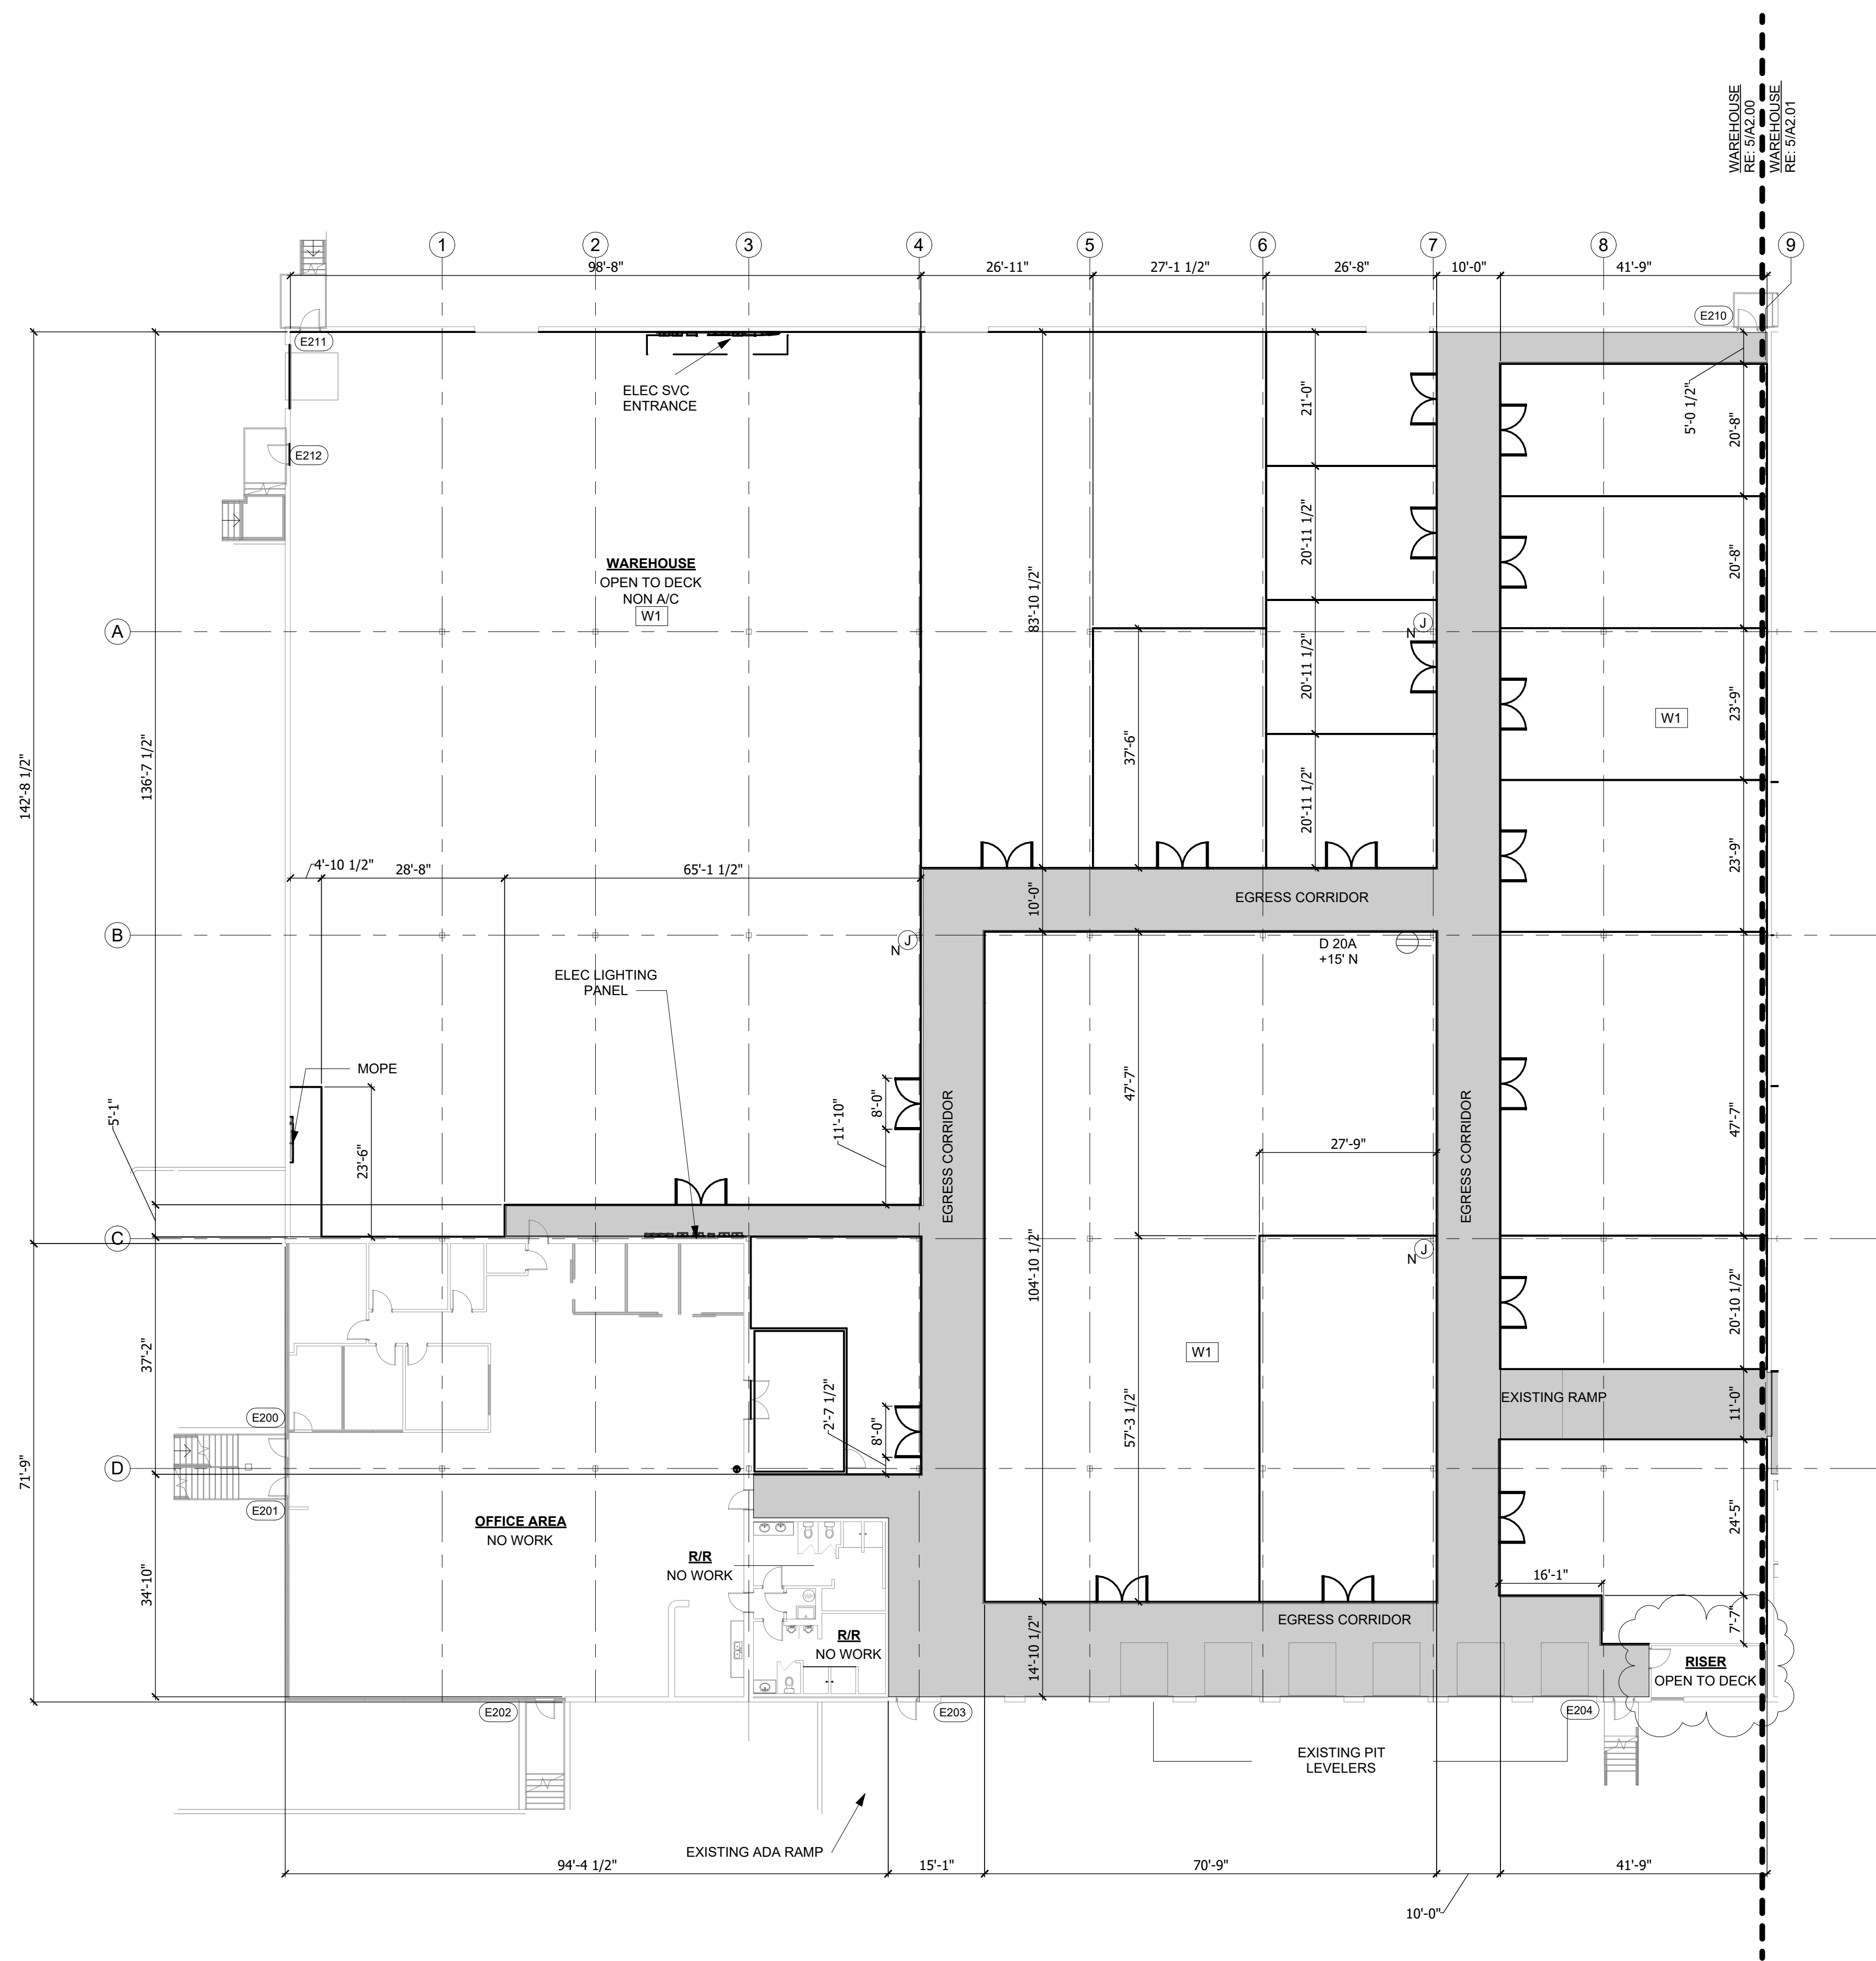 WAREHOUSE
RE: 5/A2.00
WAREHOUSE
RE: 5/A2.01
1
2
3
4
5
6
7
8
9
98'-8"
26'-11"
27'-1 1/2"
26'-8"
10'-0"
41'-9"
E210
E211
ELEC SVC
ENTRANCE
21'-0"
5'-0 1/2"
20'-8"
E212
20'-11 1/2"
20'-8"
WAREHOUSE
OPEN TO DECK
NON A/C
W1
83'-10 1/2"
A
J
N
20'-11 1/2"
23'-9"
W1
142'-8 1/2"
136'-7 1/2"
37'-6"
20'-11 1/2"
23'-9"
4'-10 1/2"
28'-8"
65'-1 1/2"
10'-0"
EGRESS CORRIDOR
B
J
N
D 20A
+15' N
ELEC LIGHTING
PANEL
MOPE
5'-1"
23'-6"
8'-0"
11'-10"
EGRESS CORRIDOR
47'-7"
27'-9"
EGRESS CORRIDOR
47'-7"
C
J
N
104'-10 1/2"
20'-10 1/2"
37'-2"
W1
2'-7 1/2"
8'-0"
57'-3 1/2"
EXISTING RAMP
11'-0"
E200
71'-9"
D
E201
OFFICE AREA
NO WORK
R/R
NO WORK
24'-5"
16'-1"
34'-10"
WH
R/R
NO WORK
14'-10 1/2"
EGRESS CORRIDOR
7'-7"
RISER
OPEN TO DECK
E202
E203
E204
EXISTING PIT
LEVELERS
EXISTING ADA RAMP
94'-4 1/2"
15'-1"
70'-9"
41'-9"
10'-0"